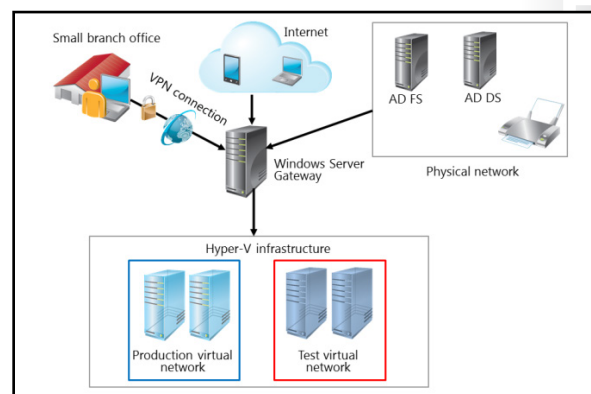 Small branch office
Internet
VPN connection
AD FS
AD DS
Windows Server
Gateway
Physical network
Hyper-V infrastructure
Production virtual
network
Test virtual
network